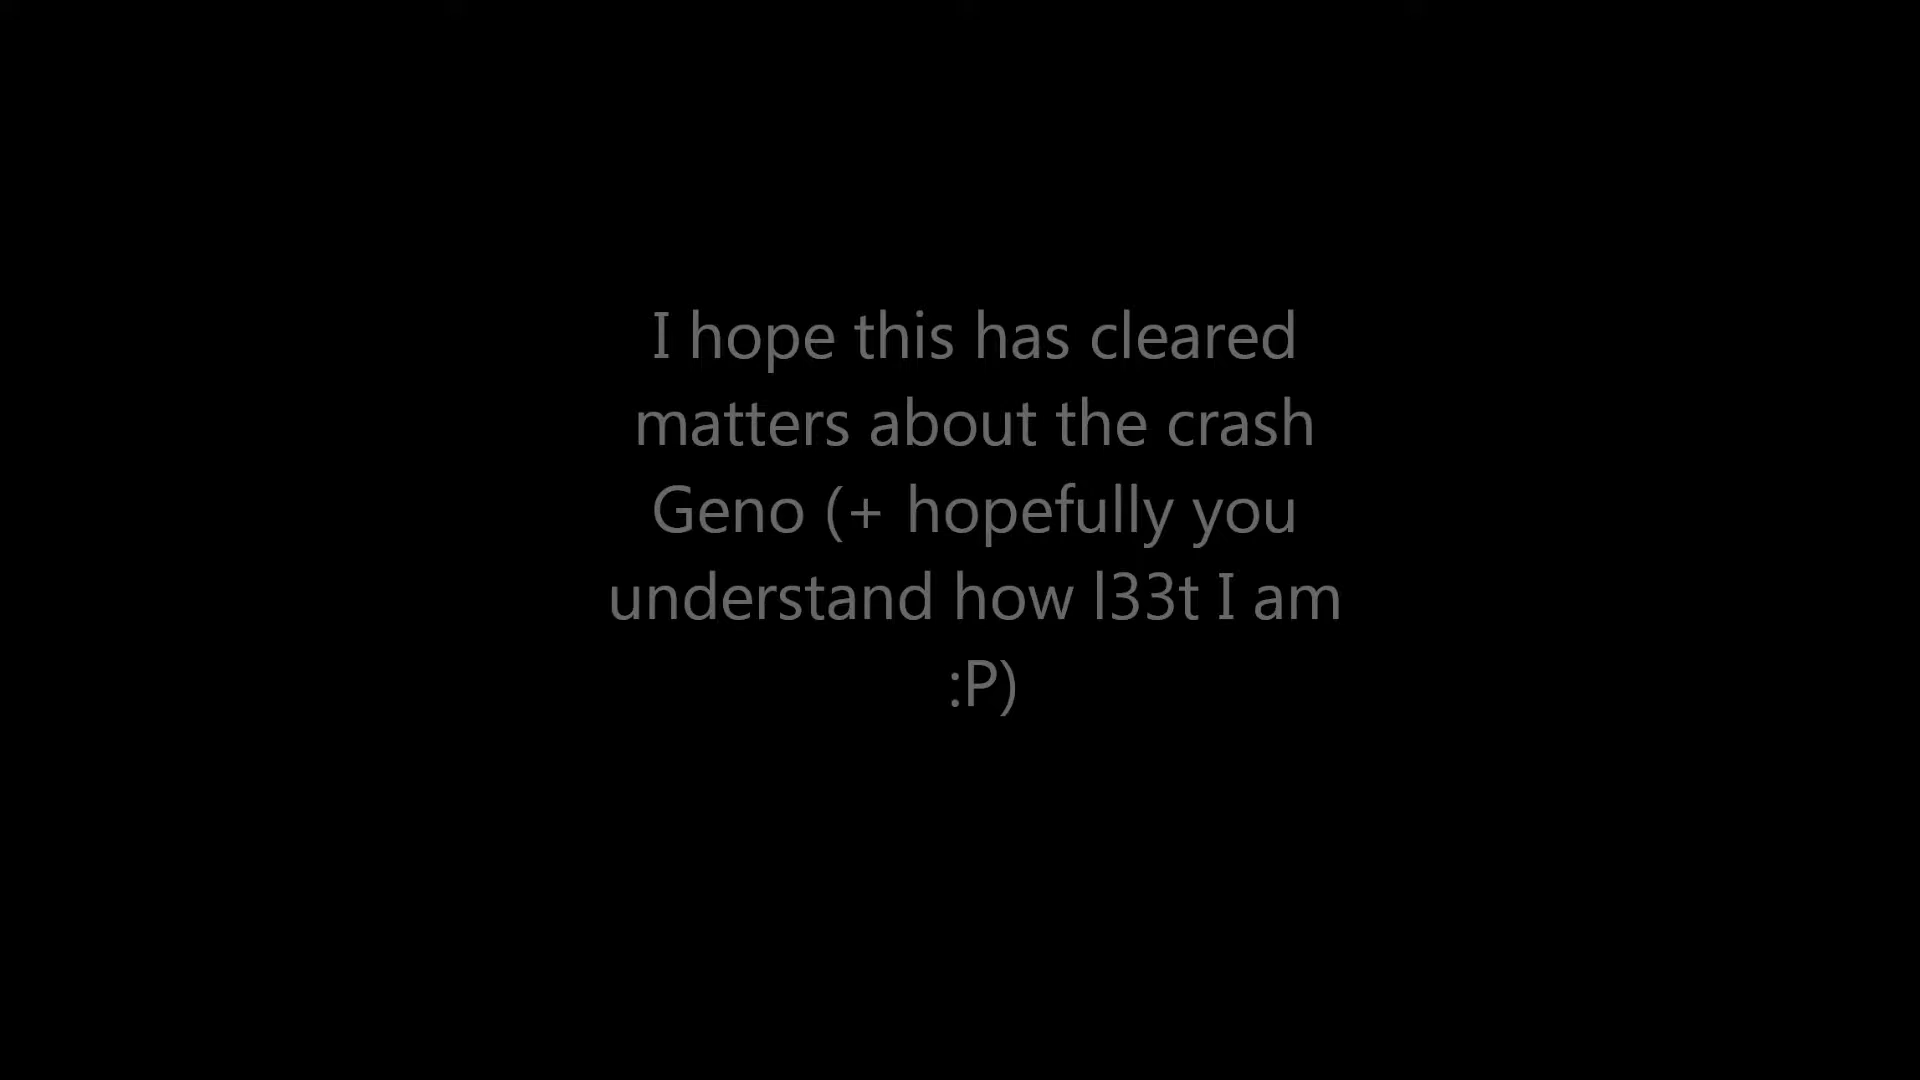 I hope this has cleared
matters about the crash
Geno (+ hopefully you
understand how l33t I am
:P)